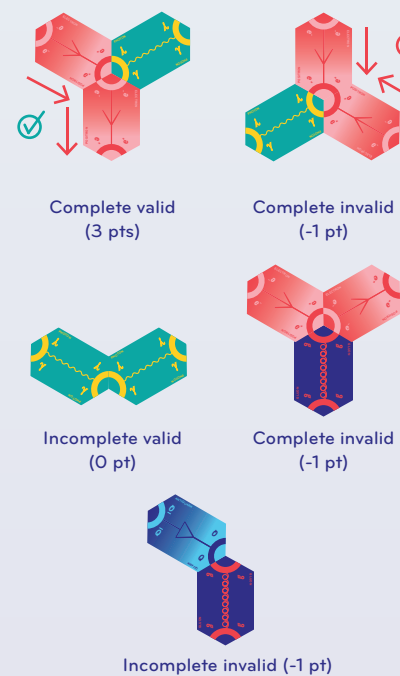 Complete valid
(3 pts)
Complete invalid
(-1 pt)
Incomplete valid
(0 pt)
Complete invalid
(-1 pt)
Incomplete invalid (-1 pt)